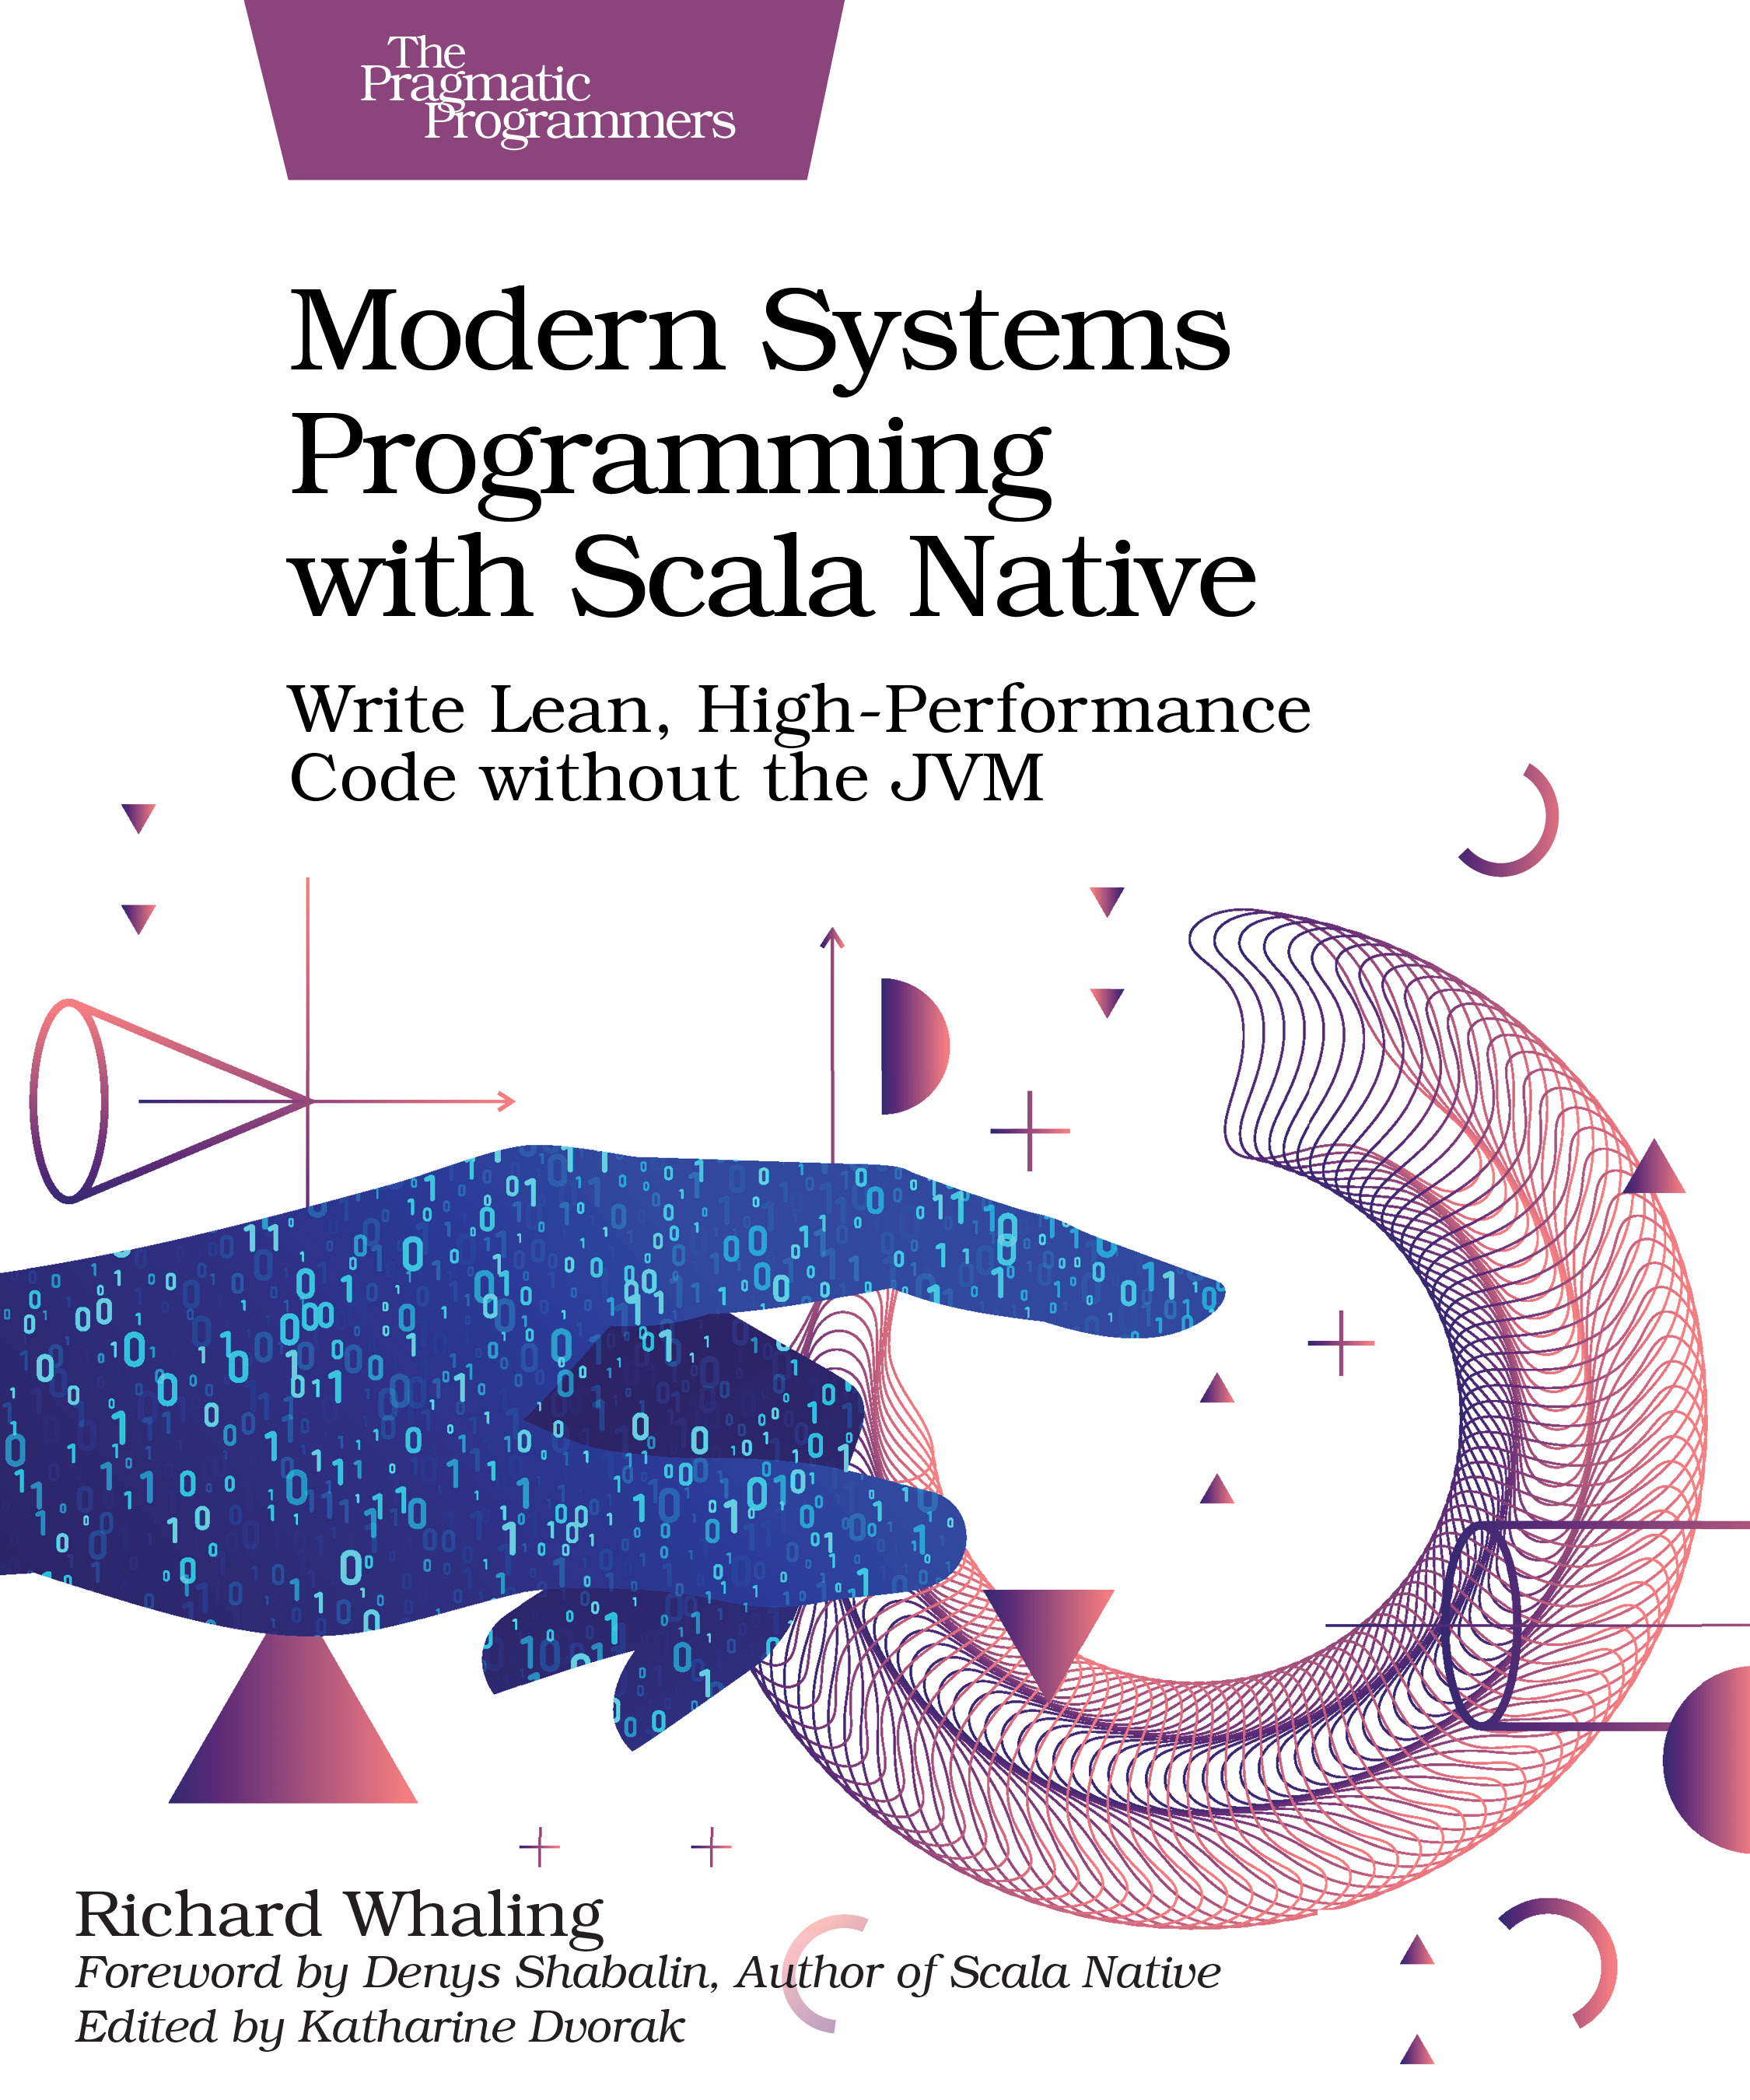 The
Pragmatic
Programmers
Modern Systems
Programming
with Scala Native
Write Lean, High-Performance
Code without the JVM
Richard Whaling
Foreword by Denys Shabalin, Author of Scala Native
Edited by Katharine Dvorak